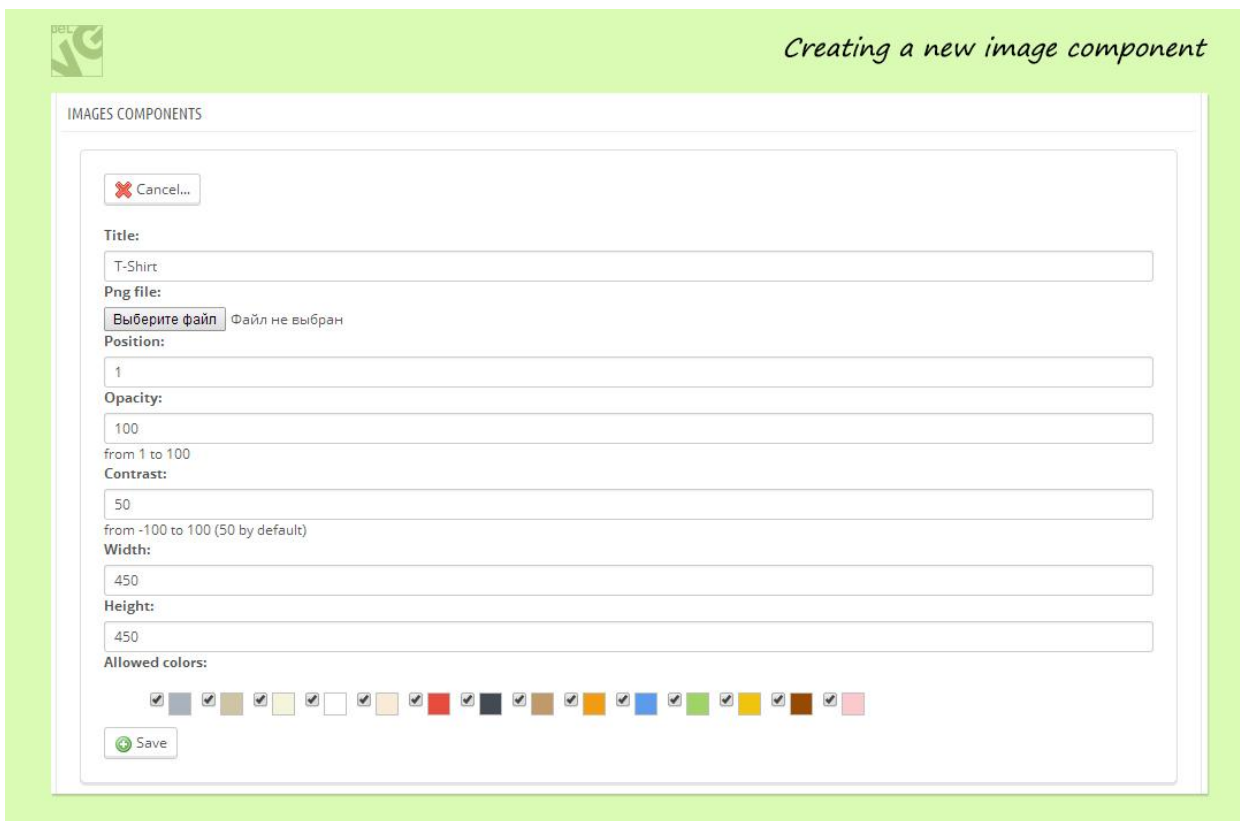 Creating a new image component
IMAGES COMPONENTS
Cancel...
Title:
T-Shirt
Png file:
Выберите файл Файл не выбран
Position:
1
Opacity:
100
from 1 to 100
Contrast:
50
from -100 to 100 (50 by default)
Width:
450
Height:
450
Allowed colors:
Save